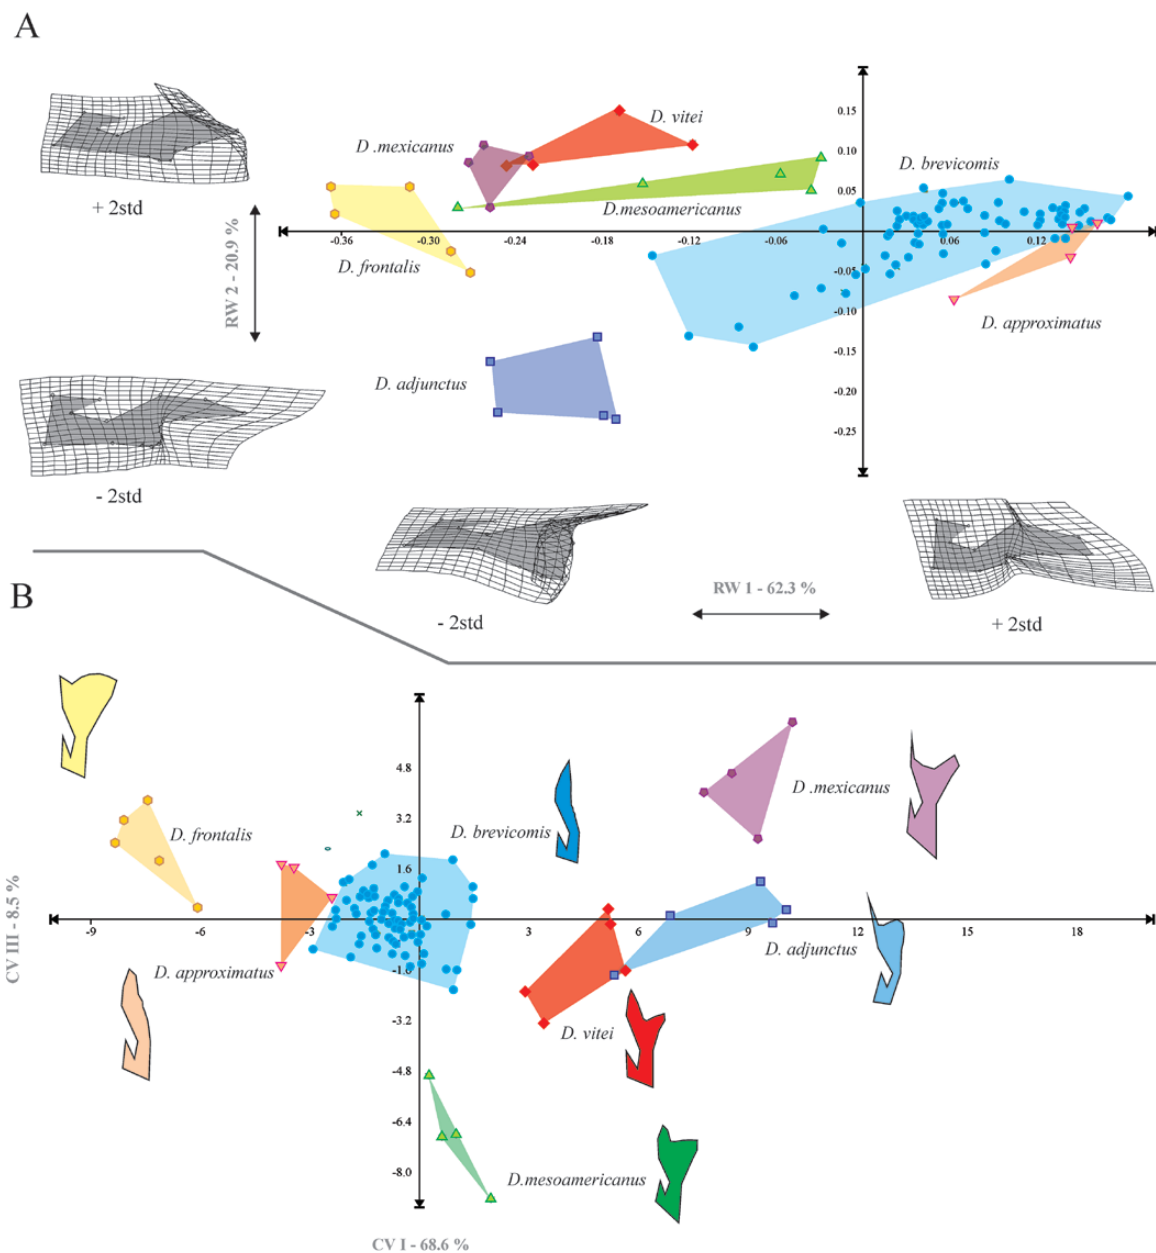 A
+ 2std
RW 2 - 20.9 %
- 2std
D. vitei
D .mexicanus
D. brevicomis
D.mesoamericanus
D. frontalis
D. approximatus
D. adjunctus
0.15
0.10
0.05
-0.36
-0.30
-0.24
-0.18
-0.12
-0.06
0.06
0.12
-0.05
-0.10
-0.15
-0.20
-0.25
- 2std
RW I - 62.3 %
+ 2std
B
4.8
3.2
1.6
-9
-6
-3
3
6
9
12
15
18
-1.6
-3.2
-4.8
-6.4
-8.0
D .mexicanus
D. brevicomis
D. frontalis
D. adjunctus
D. approximatus
D. vitei
D.mesoamericanus
CV III - 8.5 %
CV I - 68.6 %